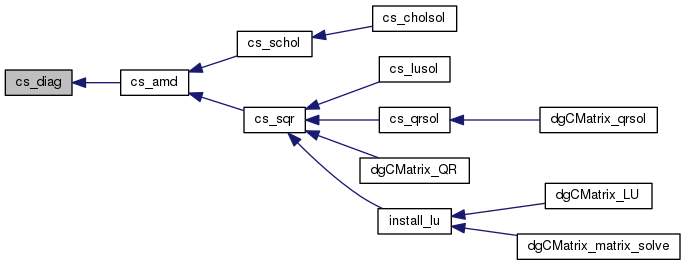 cs_diag
cs_amd
cs_schol
cs_cholsol
cs_sqr
cs_lusol
cs_qrsol
dgCMatrix_qrsol
dgCMatrix_QR
install_lu
dgCMatrix_LU
dgCMatrix_matrix_solve